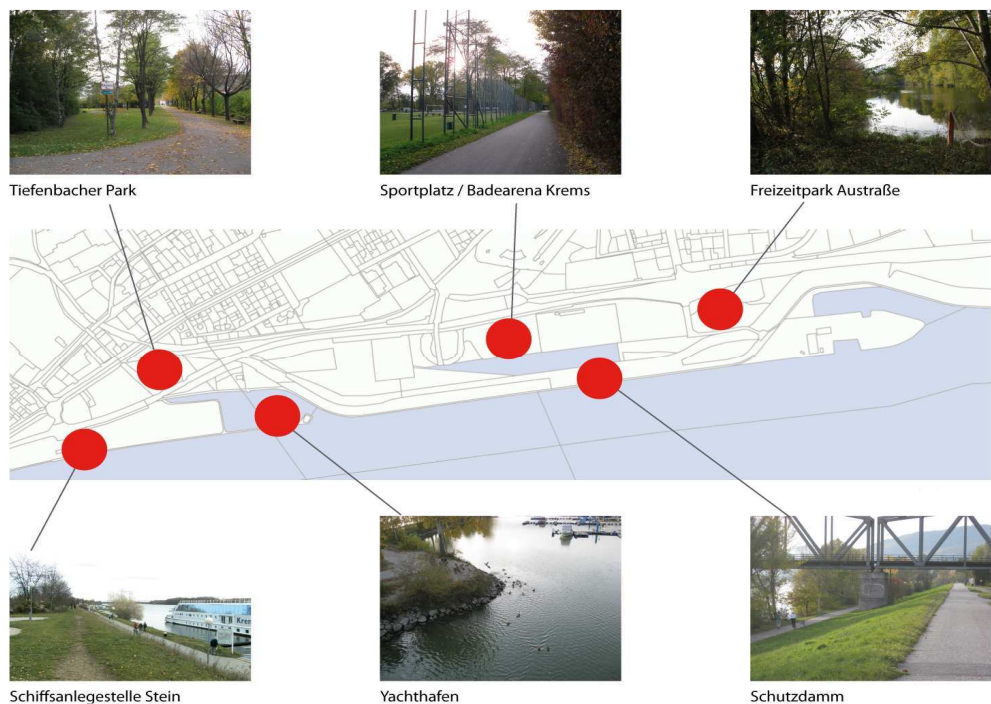 Tiefenbacher Park
Sportplatz / Badearena Krems
Freizeitpark Austraße
Schiffsanlegestelle Stein
Yachthafen
Schutzdamm